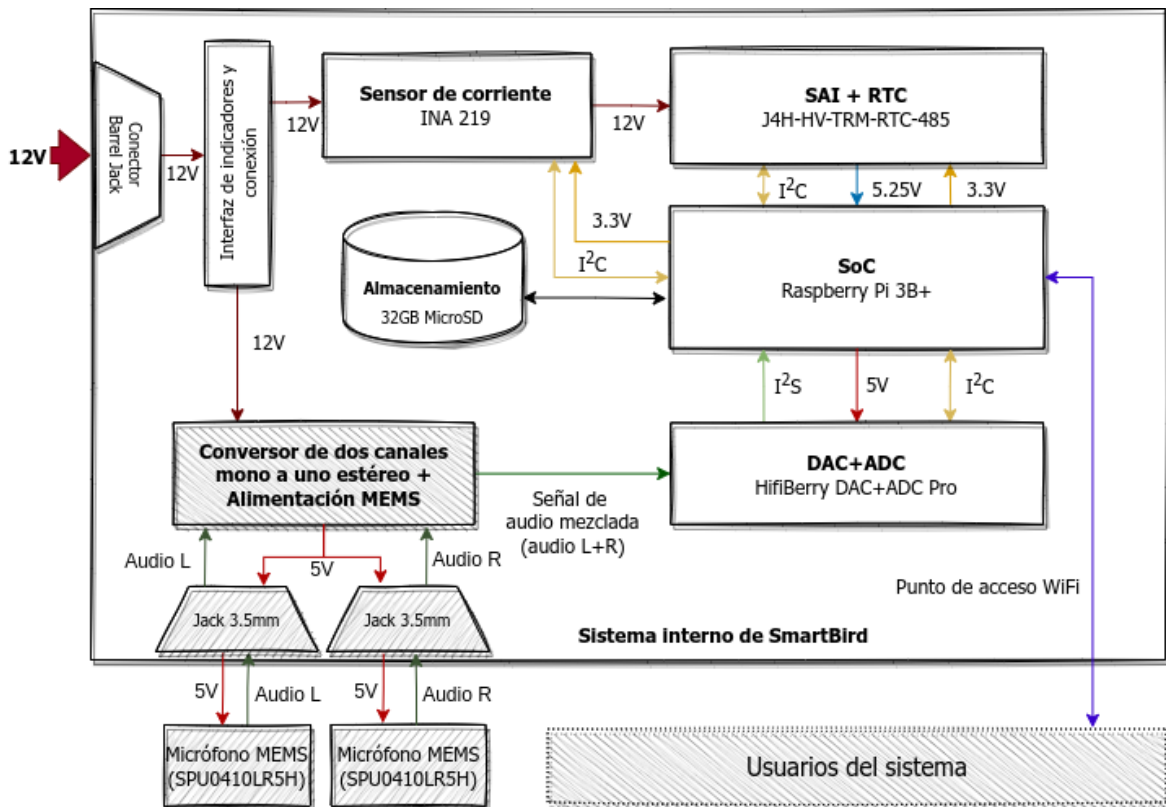 12V
Conector
Barrel Jack
12V
Interfaz de indicadores y
conexión
12V
Sensor de corriente
INA 219
12V
SAI + RTC
J4H-HV-TRM-RTC-485
I²C
5.25V
3.3V
3.3V
I²C
Almacenamiento
32GB MicroSD
SoC
Raspberry Pi 3B+
12V
I²S
5V
I²C
Conversor de dos canales
mono a uno estéreo +
Alimentación MEMS
Señal de
audio mezclada
(audio L+R)
DAC+ADC
HifiBerry DAC+ADC Pro
Audio L
5V
Audio R
Jack 3.5mm
Jack 3.5mm
Punto de acceso WiFi
Sistema interno de SmartBird
5V
Audio L
5V
Audio R
Micrófono MEMS
(SPU0410LR5H)
Micrófono MEMS
(SPU0410LR5H)
Usuarios del sistema